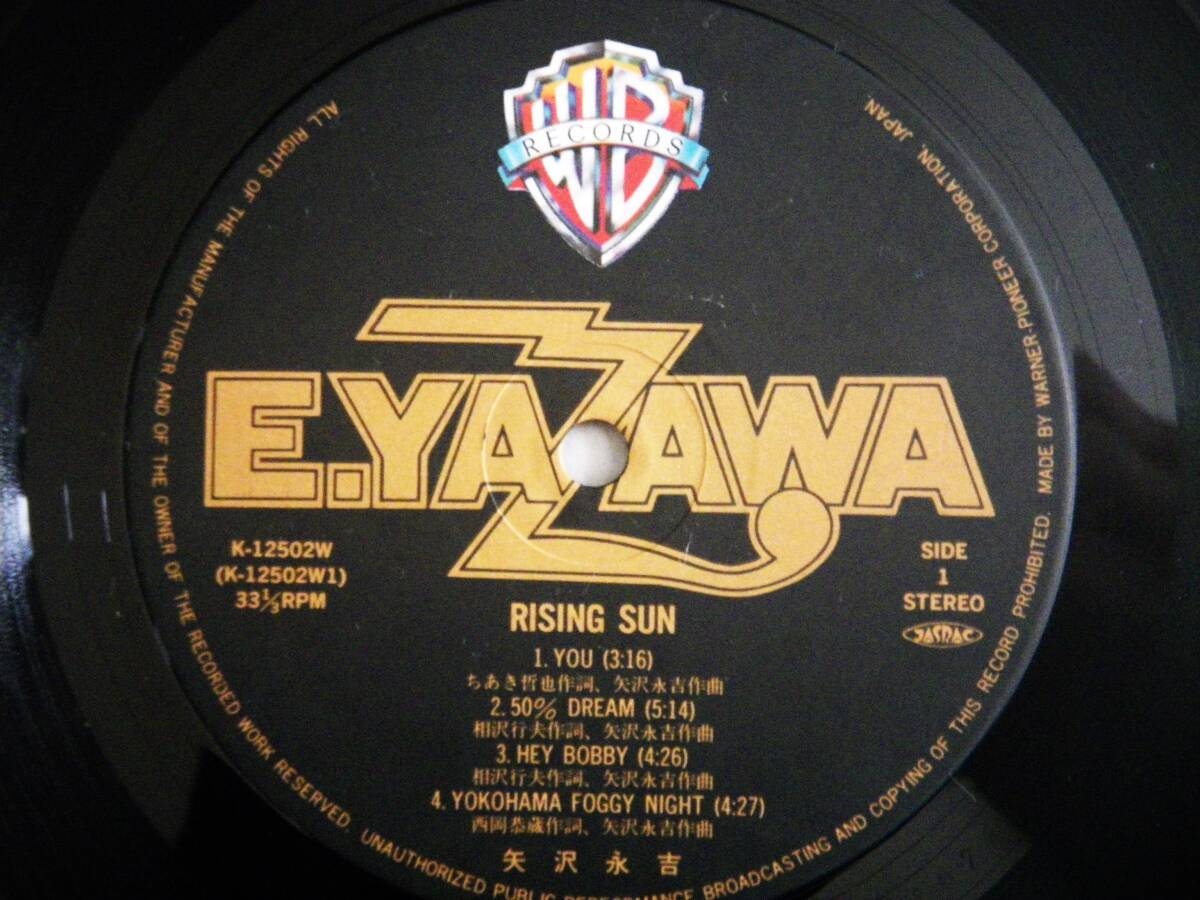 WB
RECORDS
E.YAZAWA
K-12502W
(K-12502W1)
33⅓RPM
SIDE
1
STEREO
JASRAC
RISING SUN
1. YOU (3:16)
ちあき哲也作詞、矢沢永吉作曲
2. 50% DREAM (5:14)
相沢行夫作詞、矢沢永吉作曲
3. HEY BOBBY (4:26)
相沢行夫作詞、矢沢永吉作曲
4. YOKOHAMA FOGGY NIGHT (4:27)
西岡恭蔵作詞、矢沢永吉作曲
矢沢永吉
ALL RIGHTS OF THE MANUFACTURER AND OF THE OWNER OF THE RECORDED WORK RESERVED. UNAUTHORIZED PUBLIC PERFORMANCE BROADCASTING AND COPYING OF THIS RECORD PROHIBITED. MADE BY WARNER-PIONEER CORPORATION, JAPAN